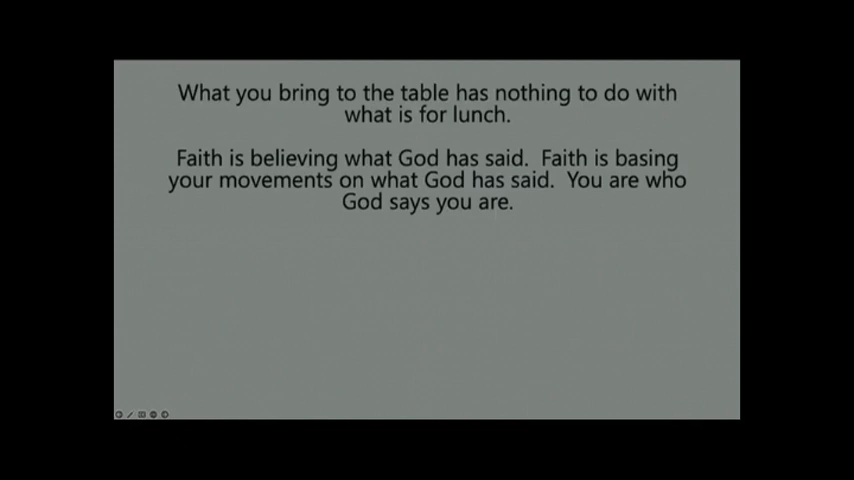 What you bring to the table has nothing to do with
what is for lunch.
Faith is believing what God has said.  Faith is basing
your movements on what God has said.  You are who
God says you are.